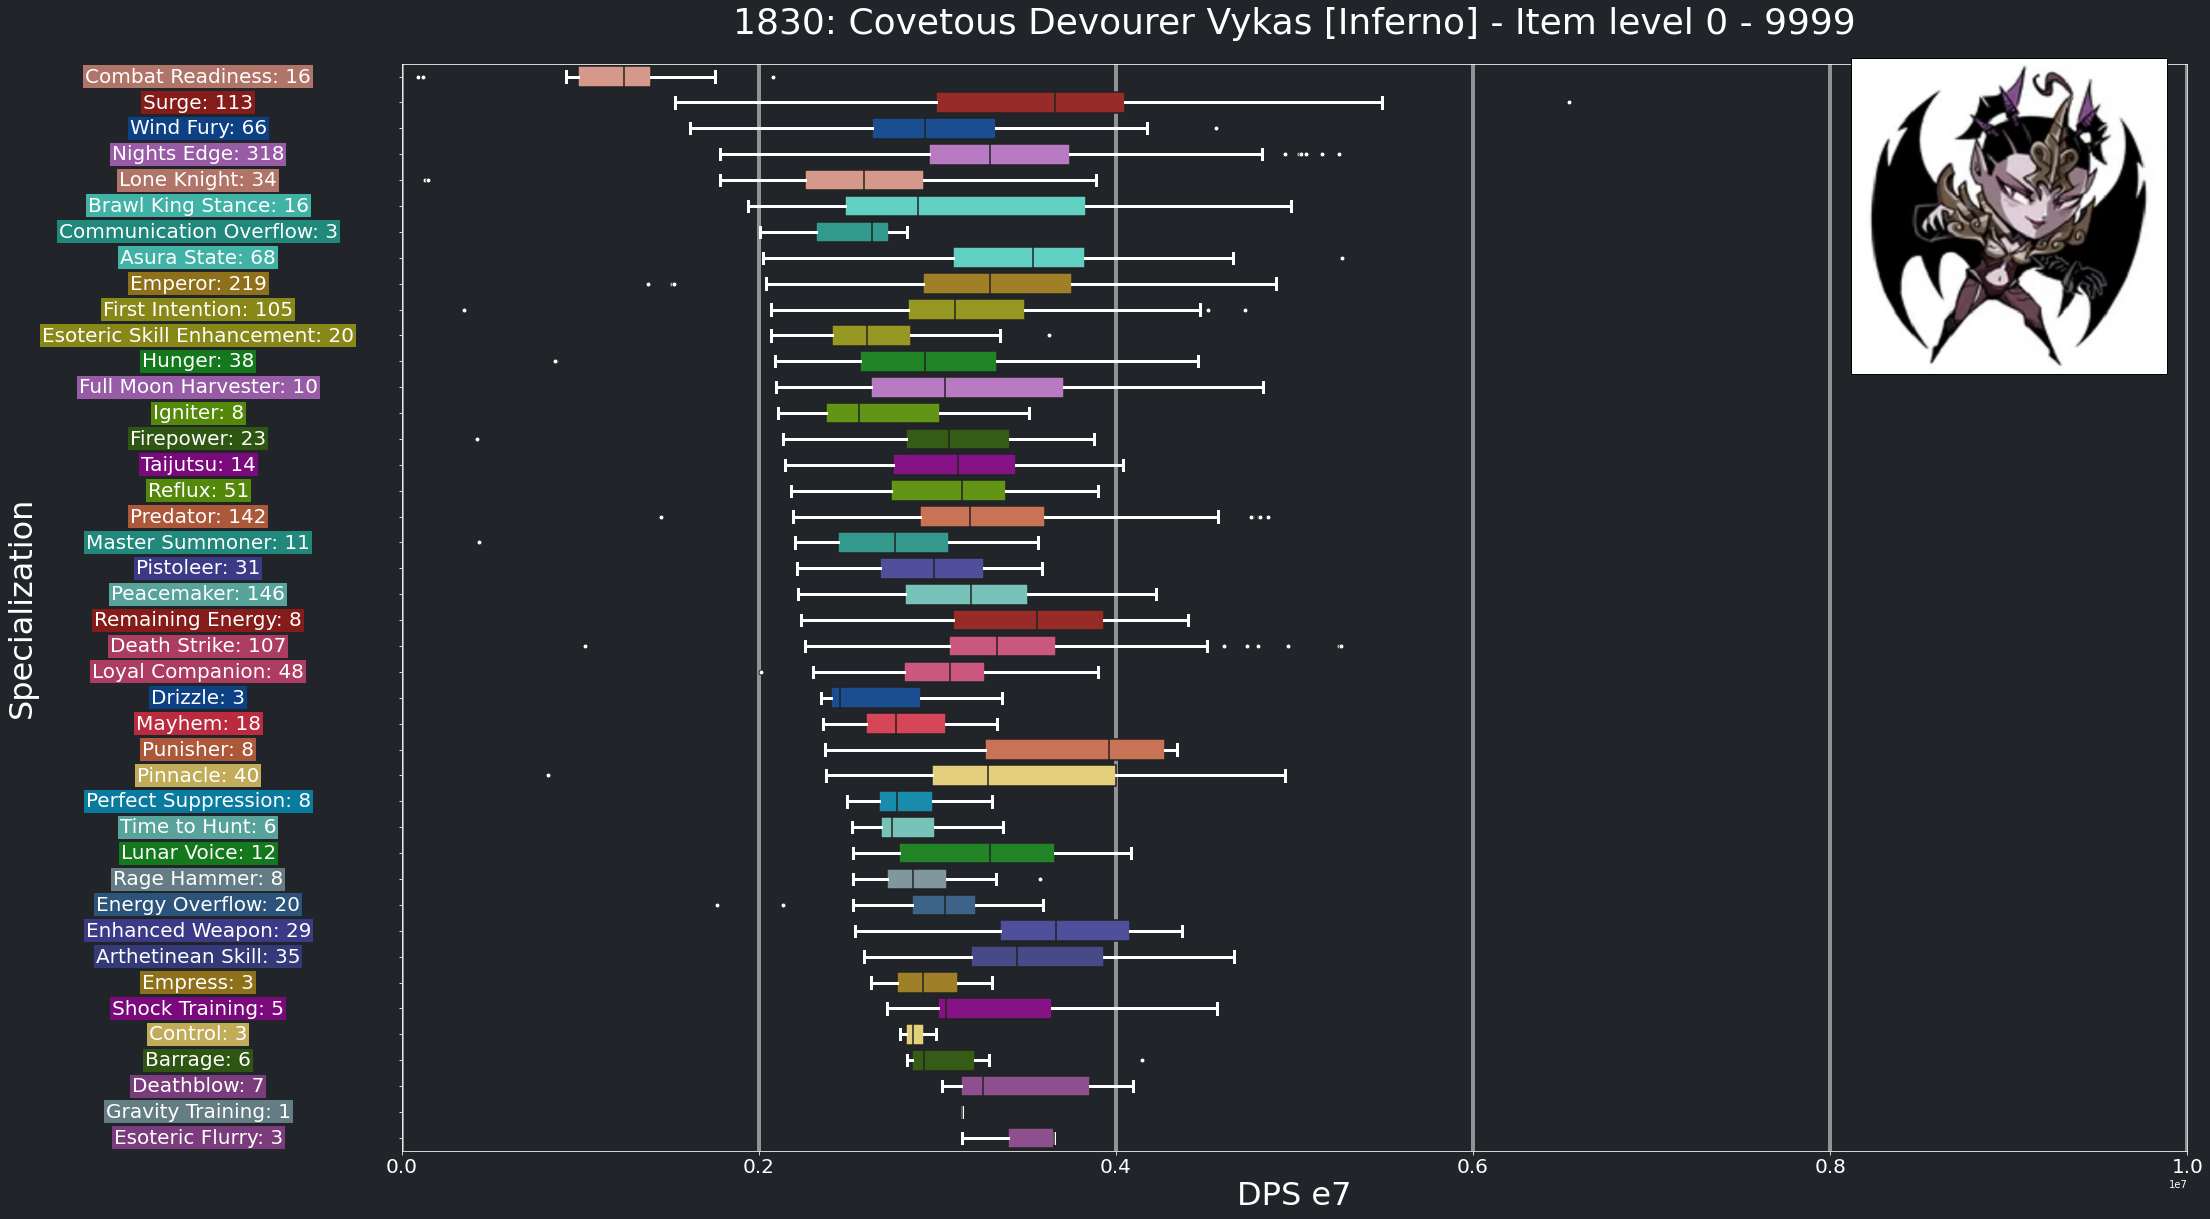 1830: Covetous Devourer Vykas [Inferno] - Item level 0 - 9999
Combat Readiness: 16
Surge: 113
Wind Fury: 66
Nights Edge: 318
Lone Knight: 34
Brawl King Stance: 16
Communication Overflow: 3
Asura State: 68
Emperor: 219
First Intention: 105
Esoteric Skill Enhancement: 20
Hunger: 38
Full Moon Harvester: 10
Igniter: 8
Firepower: 23
Taijutsu: 14
Reflux: 51
Predator: 142
Master Summoner: 11
Pistoleer: 31
Peacemaker: 146
Remaining Energy: 8
Death Strike: 107
Loyal Companion: 48
Drizzle: 3
Mayhem: 18
Punisher: 8
Pinnacle: 40
Perfect Suppression: 8
Time to Hunt: 6
Lunar Voice: 12
Rage Hammer: 8
Energy Overflow: 20
Enhanced Weapon: 29
Arthetinean Skill: 35
Empress: 3
Shock Training: 5
Control: 3
Barrage: 6
Deathblow: 7
Gravity Training: 1
Esoteric Flurry: 3
Specialization
0.0 0.2 0.4 0.6 0.8 1.0
1e7
DPS e7